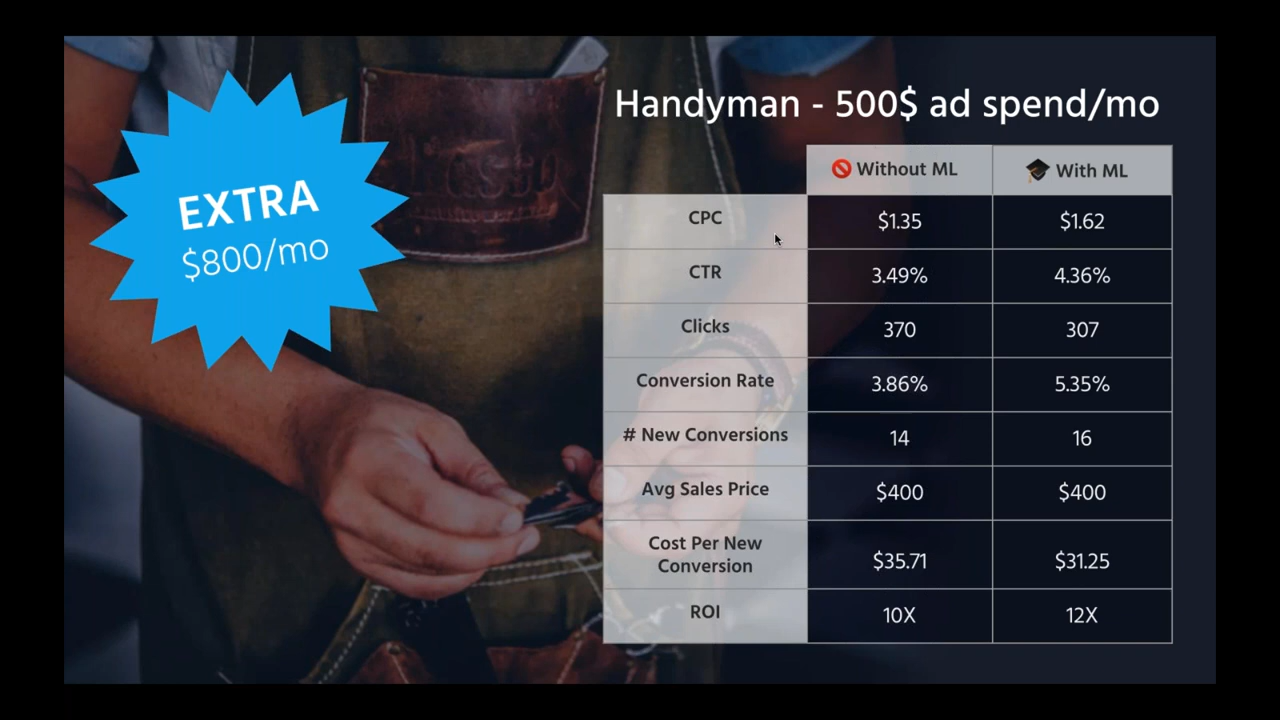 EXTRA
$800/mo
Handyman - 500$ ad spend/mo
Without ML
With ML
CPC
$1.35
$1.62
CTR
3.49%
4.36%
Clicks
370
307
Conversion Rate
3.86%
5.35%
# New Conversions
14
16
Avg Sales Price
$400
$400
Cost Per New
Conversion
$35.71
$31.25
ROI
10X
12X